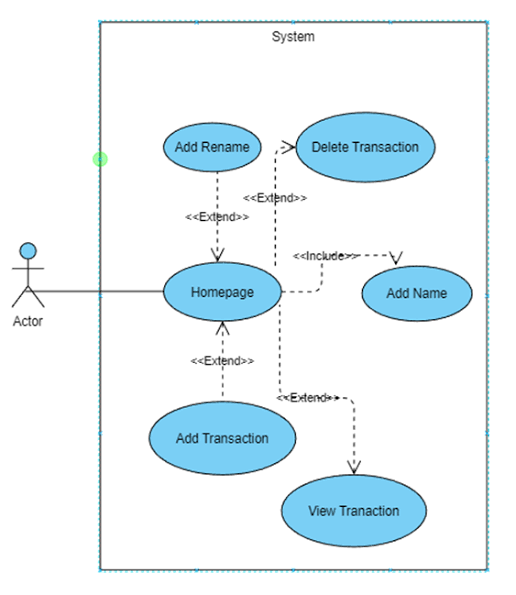 System
Add Rename
Delete Transaction
<<Extend>>
<<Extend>>
<<Include>>
Homepage
Add Name
Actor
<<Extend>>
<<Extend>>
Add Transaction
View Tranaction